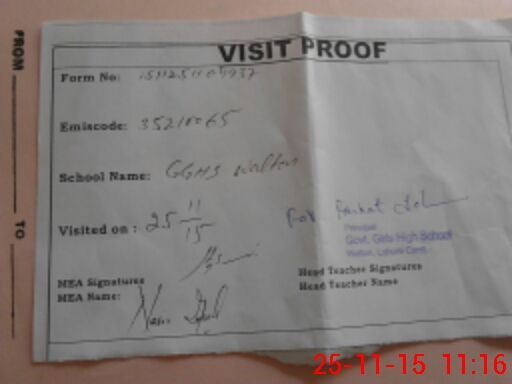 VISIT PROOF
FROM
TO
Form No:
Emiscode: 35210065
School Name: GGHS Walton
Visited on : 25 11/15
For
Principal
Govt. Girls High School
Walton, Lahore Cantt.
MEA Signatures
MEA Name:
Head Teacher Signatures
Head Teacher Name
25-11-15 11:16